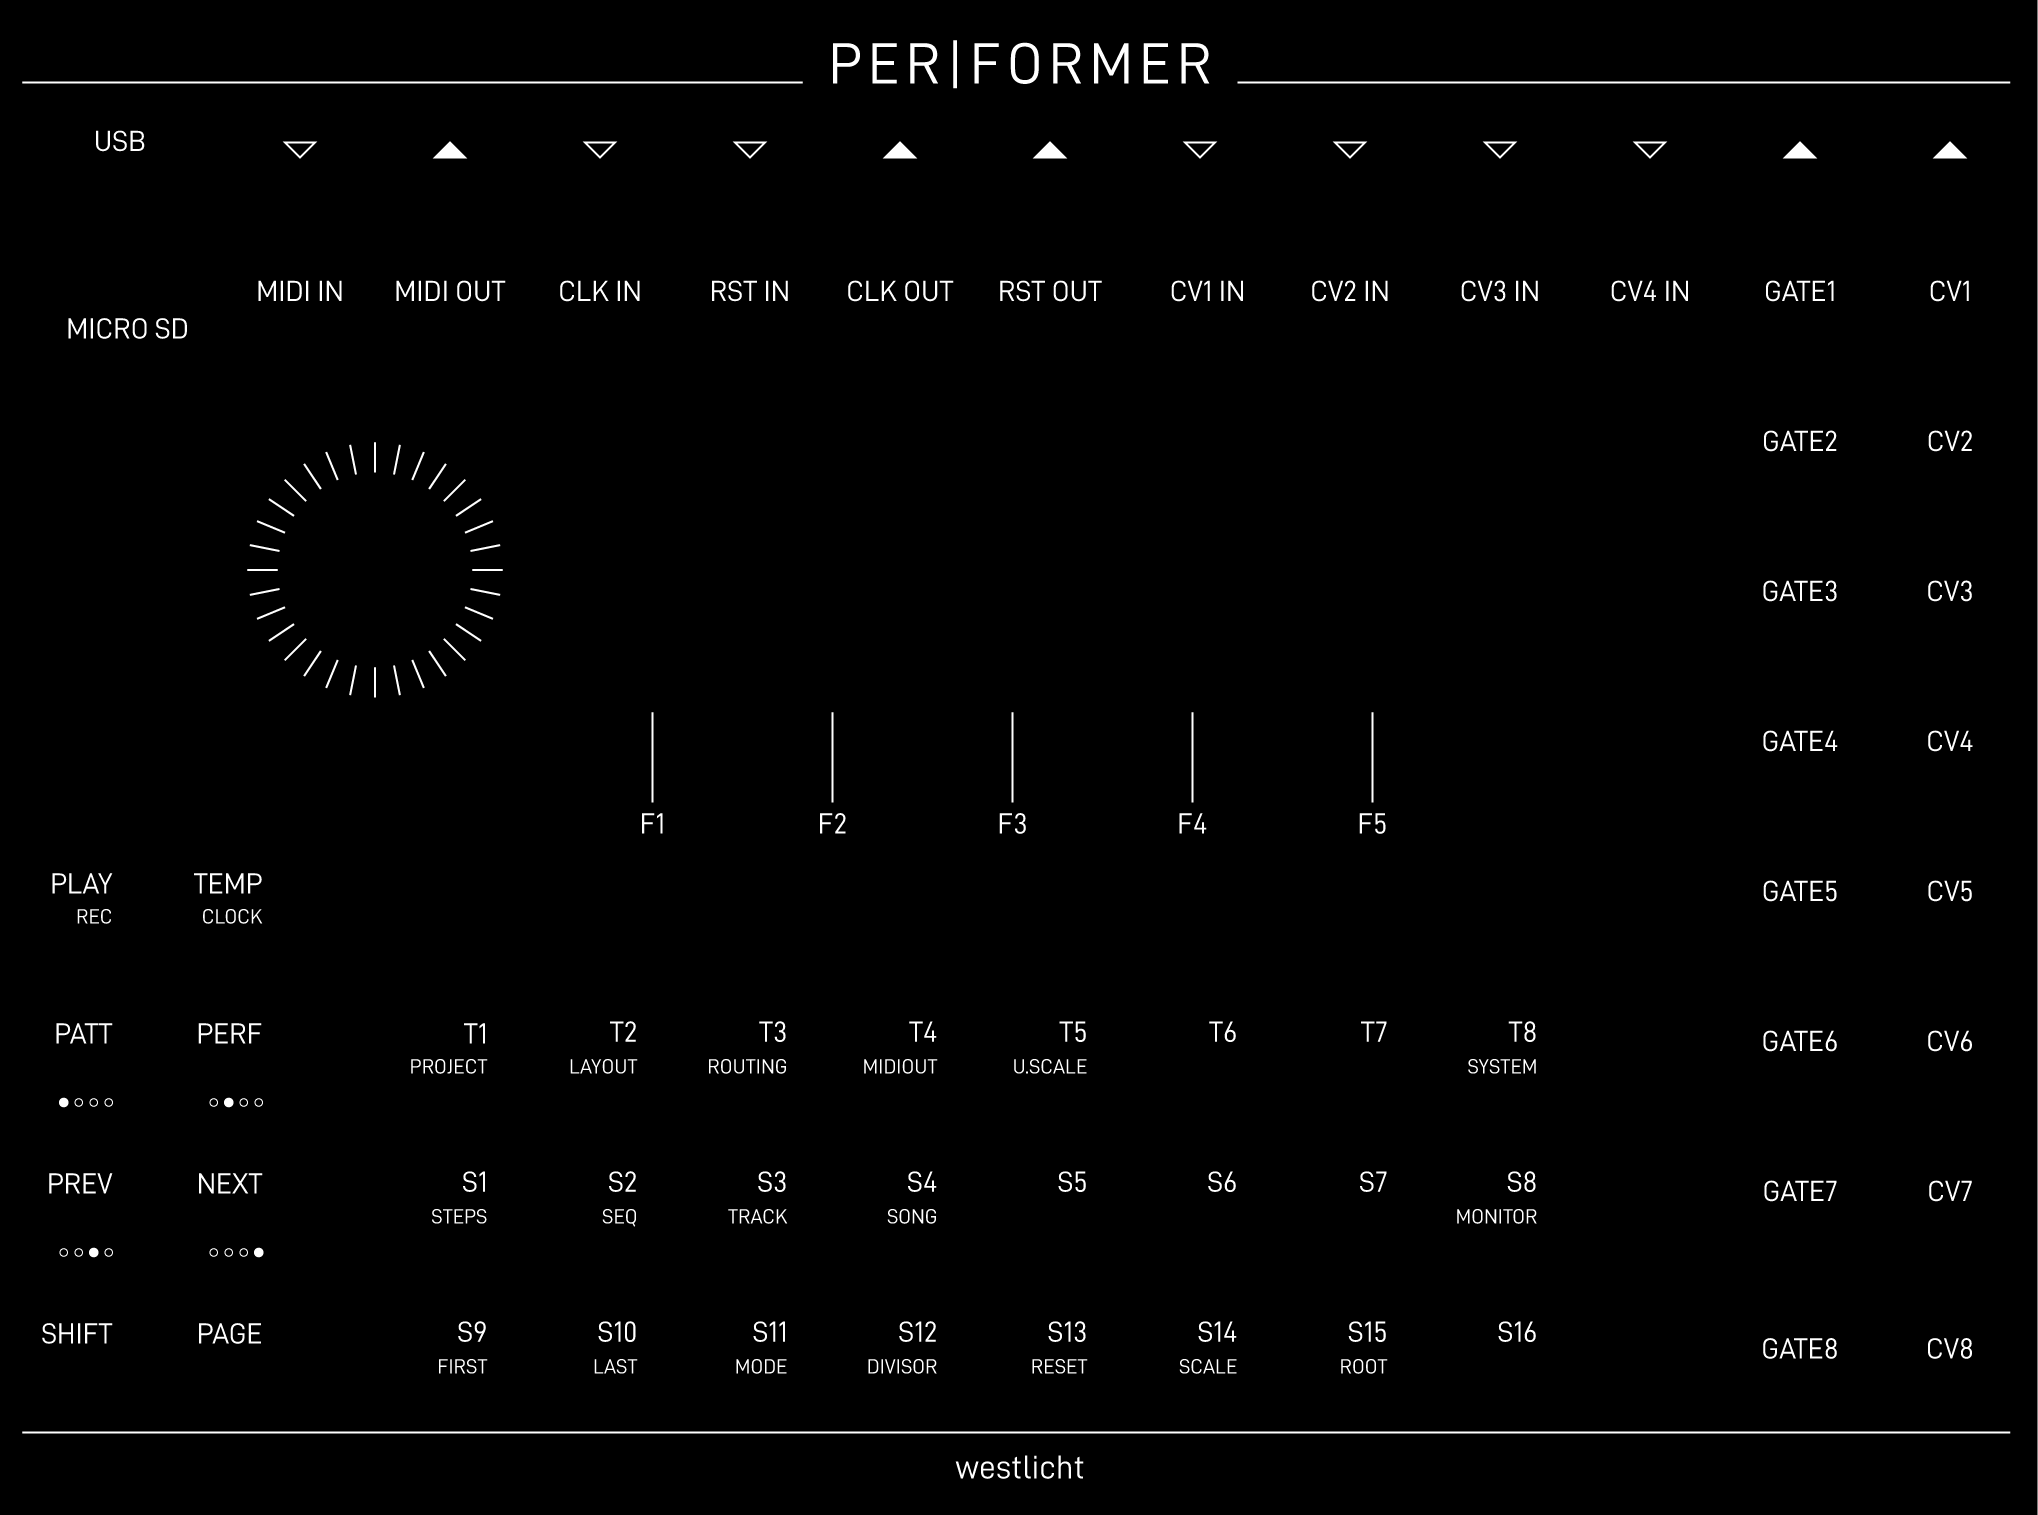 PER|FORMER
USB
MIDI IN MIDI OUT CLK IN RST IN CLK OUT RST OUT CV1 IN CV2 IN CV3 IN CV4 IN GATE1 CV1
MICRO SD
GATE2 CV2
GATE3 CV3
GATE4 CV4
F1 F2 F3 F4 F5
PLAY TEMP GATE5 CV5
REC CLOCK
PATT PERF T1 T2 T3 T4 T5 T6 T7 T8 GATE6 CV6
PROJECT LAYOUT ROUTING MIDIOUT U.SCALE SYSTEM
PREV NEXT S1 S2 S3 S4 S5 S6 S7 S8 GATE7 CV7
STEPS SEQ TRACK SONG MONITOR
SHIFT PAGE S9 S10 S11 S12 S13 S14 S15 S16 GATE8 CV8
FIRST LAST MODE DIVISOR RESET SCALE ROOT
westlicht